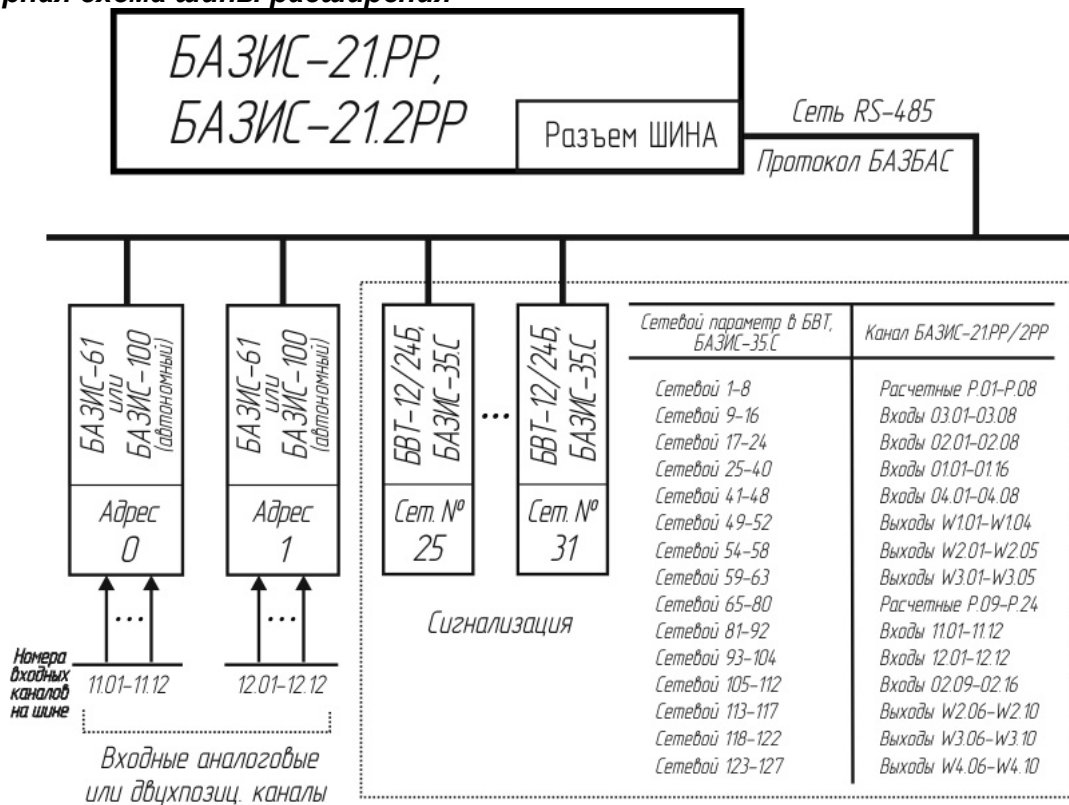 рная схема шины расширения
БАЗИС-21.РР,
БАЗИС-21.2РР
Разъем ШИНА
Сеть RS-485
Протокол БАЗБАС
БАЗИС-61
или
БАЗИС-100
(автономный)
Адрес
0
БАЗИС-61
или
БАЗИС-100
(автономный)
Адрес
1
БВТ-12/24Б,
БАЗИС-35.С
Сет. №
25
...
БВТ-12/24Б,
БАЗИС-35.С
Сет. №
31
Сигнализация
...
...
Номера
входных
каналов
на шине
11.01-11.12
12.01-12.12
Входные аналоговые
или двухпозиц. каналы
Сетевой параметр в БВТ,
БАЗИС-35.С
Канал БАЗИС-21.РР/2РР
Сетевой 1-8 Расчетные Р.01-Р.08
Сетевой 9-16 Входы 03.01-03.08
Сетевой 17-24 Входы 02.01-02.08
Сетевой 25-40 Входы 01.01-01.16
Сетевой 41-48 Входы 04.01-04.08
Сетевой 49-52 Выходы W1.01-W1.04
Сетевой 54-58 Выходы W2.01-W2.05
Сетевой 59-63 Выходы W3.01-W3.05
Сетевой 65-80 Расчетные Р.09-Р.24
Сетевой 81-92 Входы 11.01-11.12
Сетевой 93-104 Входы 12.01-12.12
Сетевой 105-112 Входы 02.09-02.16
Сетевой 113-117 Выходы W2.06-W2.10
Сетевой 118-122 Выходы W3.06-W3.10
Сетевой 123-127 Выходы W4.06-W4.10